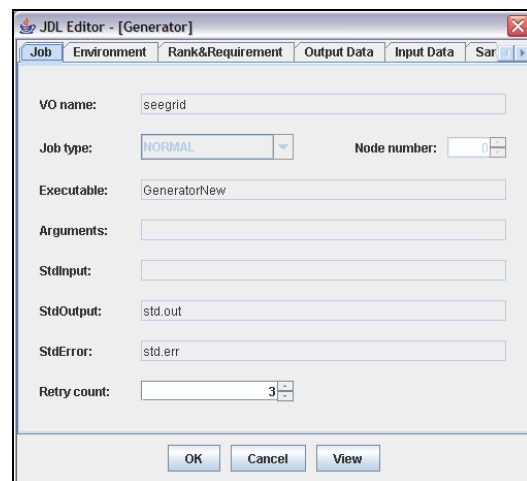 JDL Editor - [Generator]
Job Environment Rank&Requirement Output Data Input Data Sar
VO name: seegrid
Job type: NORMAL Node number: 0
Executable: GeneratorNew
Arguments:
StdInput:
StdOutput: std.out
StdError: std.err
Retry count: 3
OK Cancel View